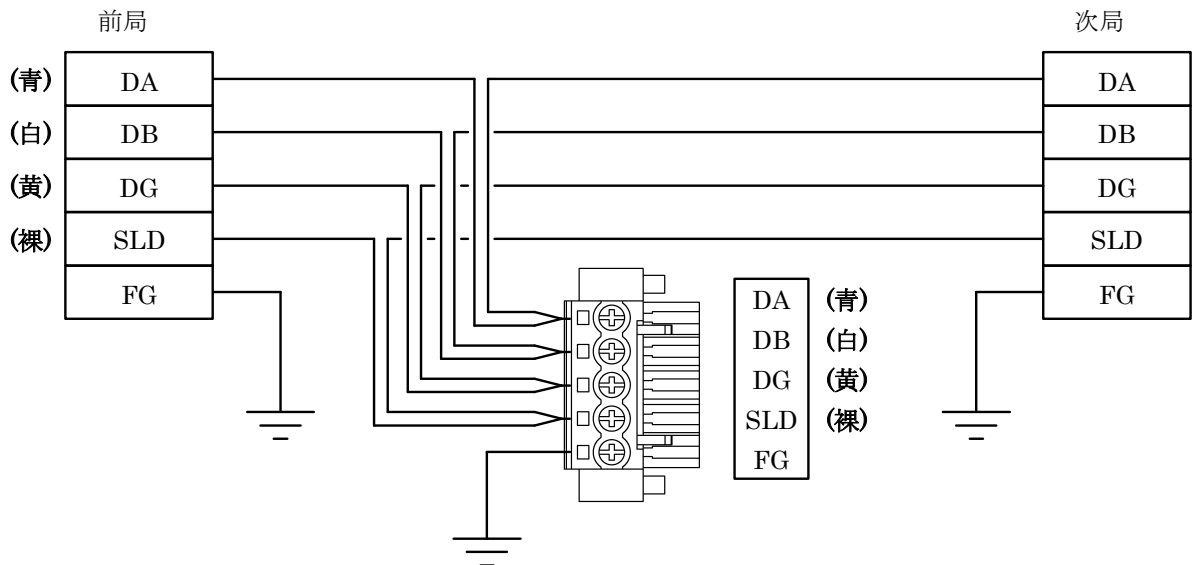 前局
次局
(青) DA
(白) DB
(黄) DG
(裸) SLD
FG
DA
DB
DG
SLD
FG
DA (青)
DB (白)
DG (黄)
SLD (裸)
FG